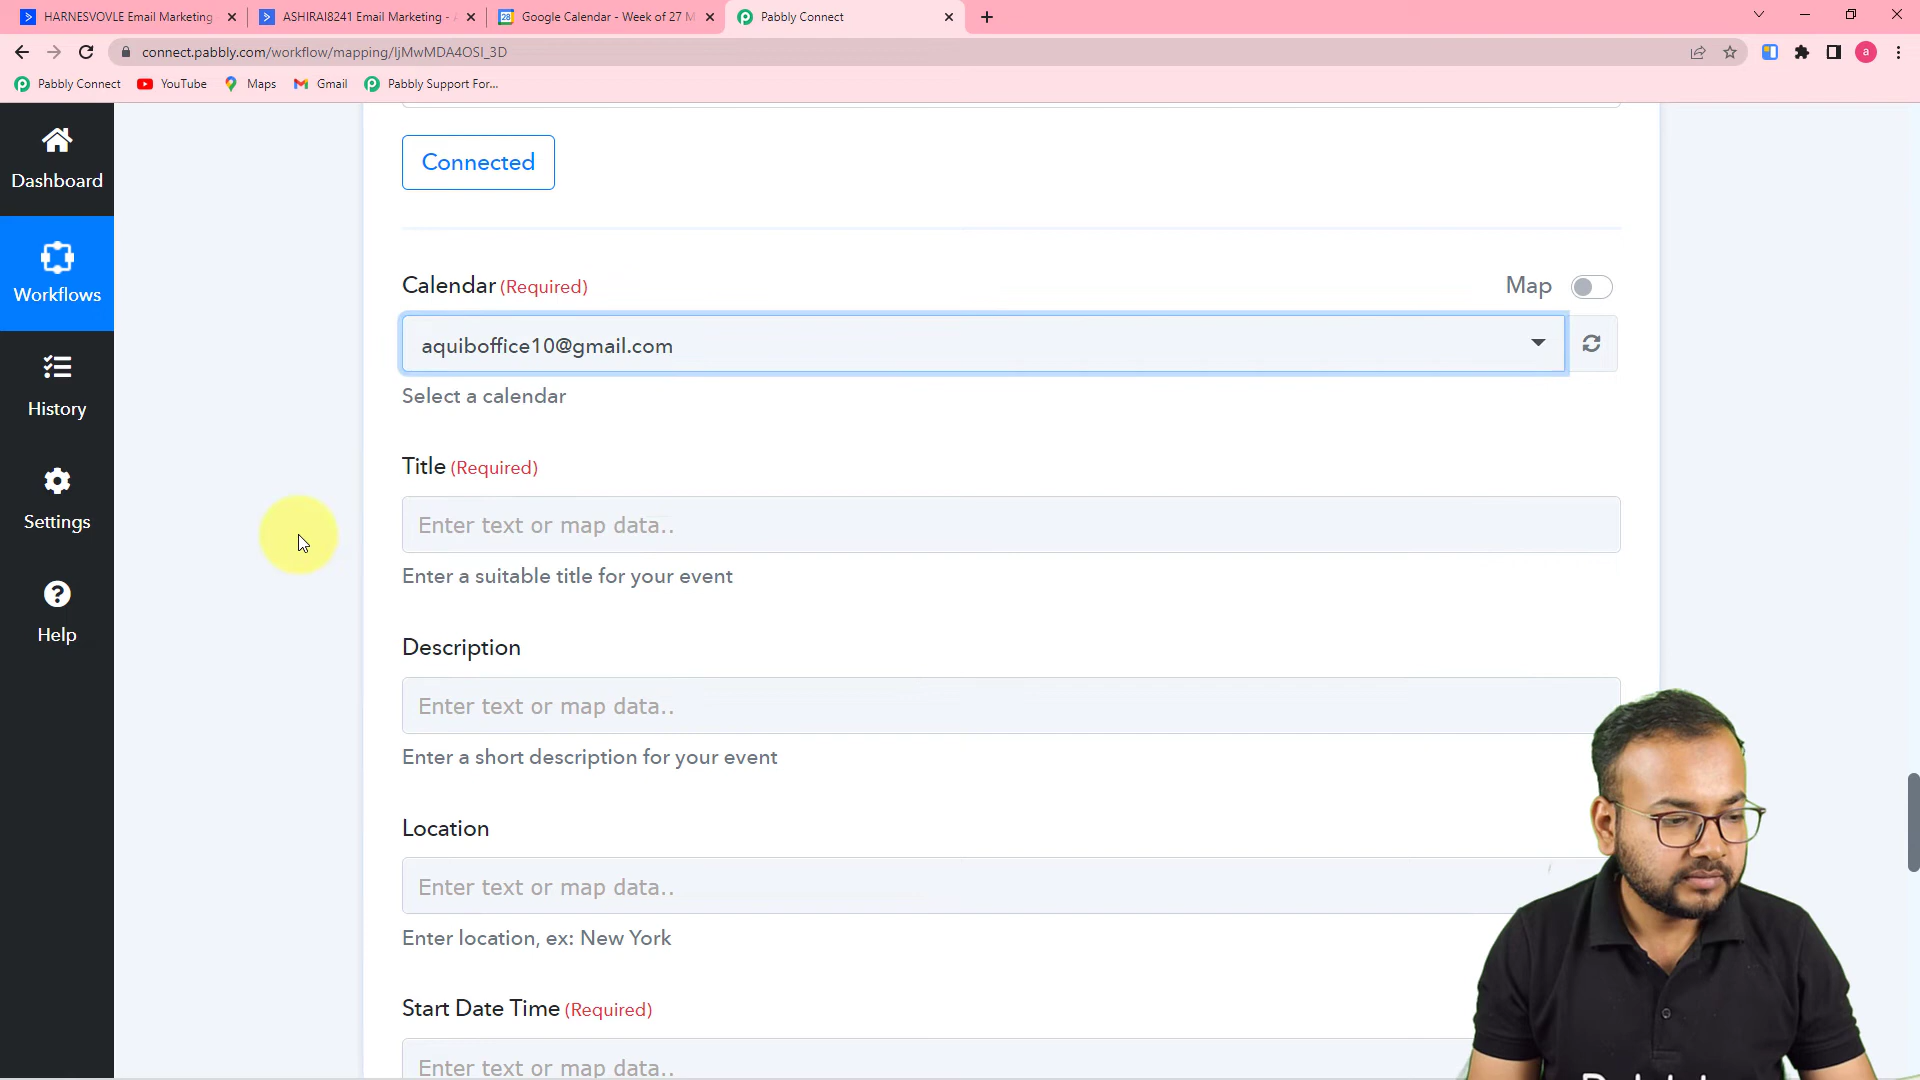 HARNESVOVLE Email Marketing
ASHIRAI8241 Email Marketing - A
Google Calendar - Week of 27 M
Pabbly Connect
connect.pabbly.com/workflow/mapping/IjMwMDA4OSI_3D
a
Pabbly Connect
YouTube
Maps
Gmail
Pabbly Support For...
Dashboard
Workflows
History
Settings
Help
Connected
Calendar (Required)
Map
aquiboffice10@gmail.com
Select a calendar
Title (Required)
Enter text or map data..
Enter a suitable title for your event
Description
Enter text or map data..
Enter a short description for your event
Location
Enter text or map data..
Enter location, ex: New York
Start Date Time (Required)
Enter text or map data..